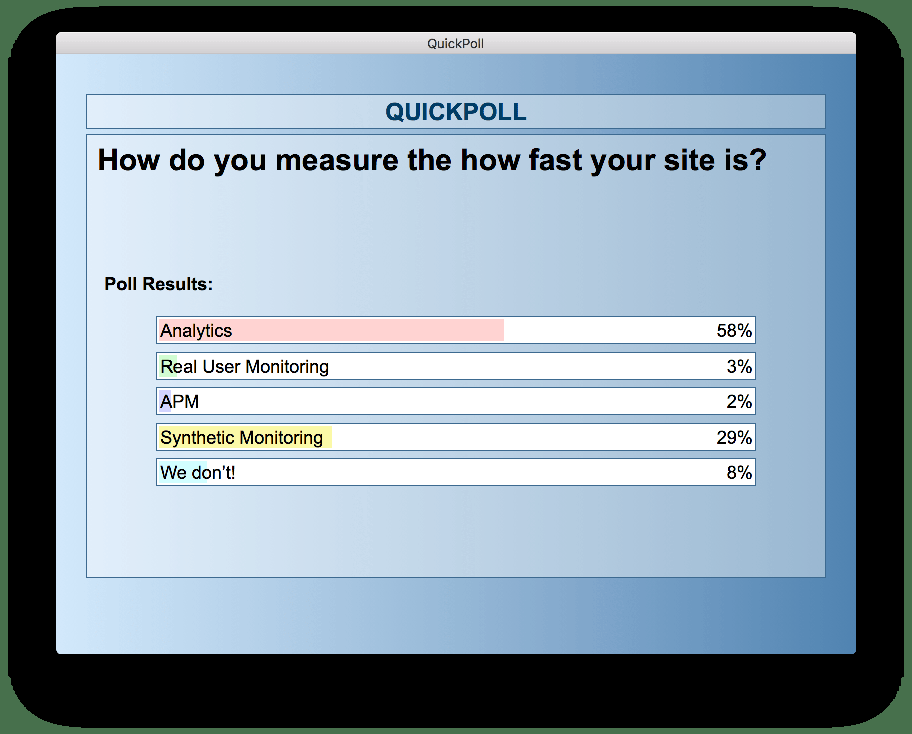 QuickPoll
QUICKPOLL
How do you measure the how fast your site is?
Poll Results:
Analytics 58%
Real User Monitoring 3%
APM 2%
Synthetic Monitoring 29%
We don't! 8%